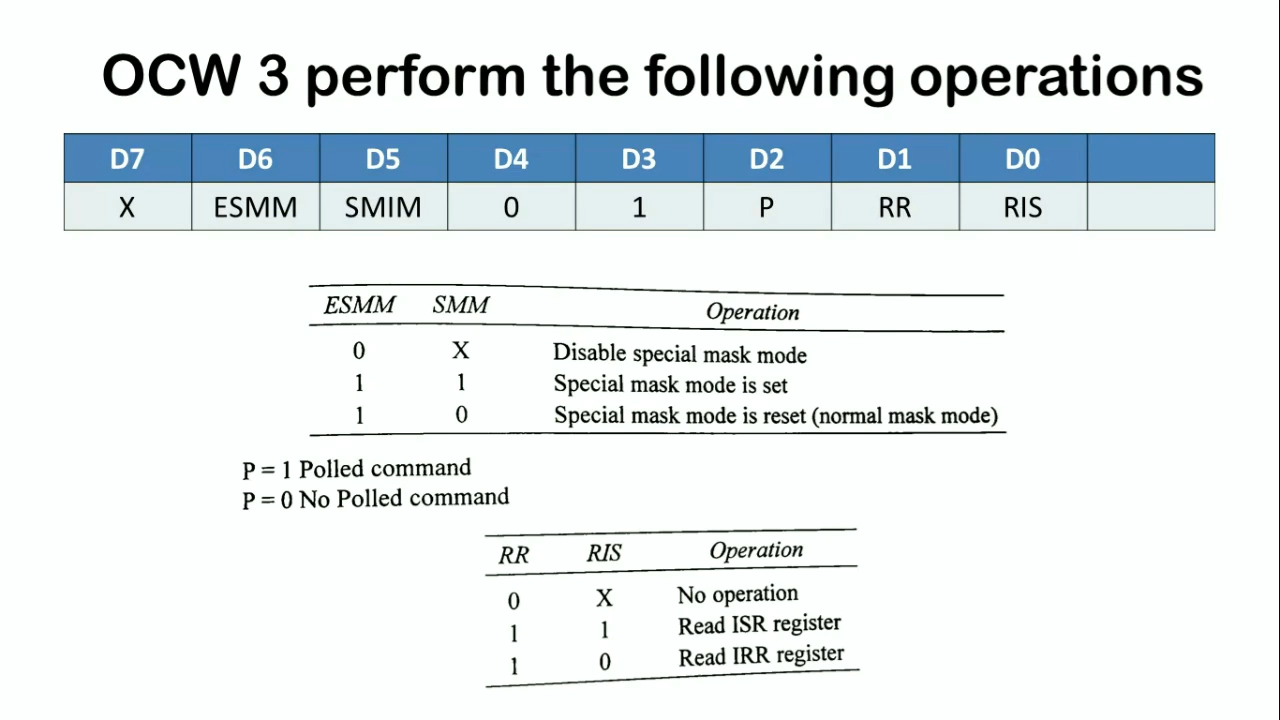 OCW 3 perform the following operations
D7 D6 D5 D4 D3 D2 D1 D0
X ESMM SMIM 0 1 P RR RIS
ESMM SMM Operation
0 X Disable special mask mode
1 1 Special mask mode is set
1 0 Special mask mode is reset (normal mask mode)
P = 1 Polled command
P = 0 No Polled command
RR RIS Operation
0 X No operation
1 1 Read ISR register
1 0 Read IRR register